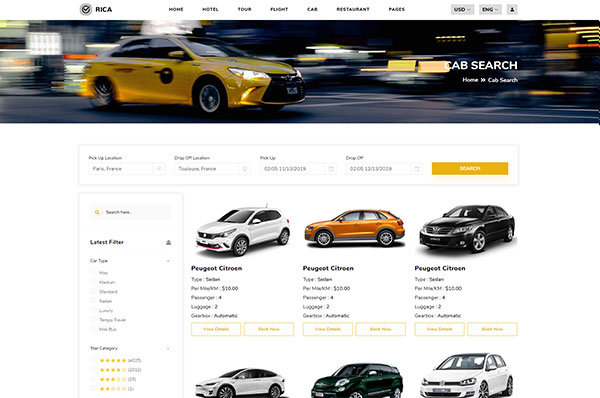 RICA HOME HOTEL TOUR FLIGHT CAB RESTAURANT PAGES USD ENG
CAB SEARCH
Home » Cab Search
Pick Up Location Drop Off Location Pick Up Drop Off
Paris, France Toulouse, France 02:05 11/13/2019 02:05 12/13/2019 SEARCH
Search here..
Latest Filter
Car Type
Medium
Standard
Sedan
Luxury
Tempo Travel
Mini Bus
Star Category
(4025)
(2012)
(25)
(1)
Peugeot Citroen Peugeot Citroen Peugeot Citroen
Type : Sedan Type : Sedan Type : Sedan
Per Mile/KM : $10.00 Per Mile/KM : $10.00 Per Mile/KM : $10.00
Passenger : 4 Passenger : 4 Passenger : 4
Luggage : 2 Luggage : 2 Luggage : 2
Gearbox : Automatic Gearbox : Automatic Gearbox : Automatic
View Details Book Now View Details Book Now View Details Book Now